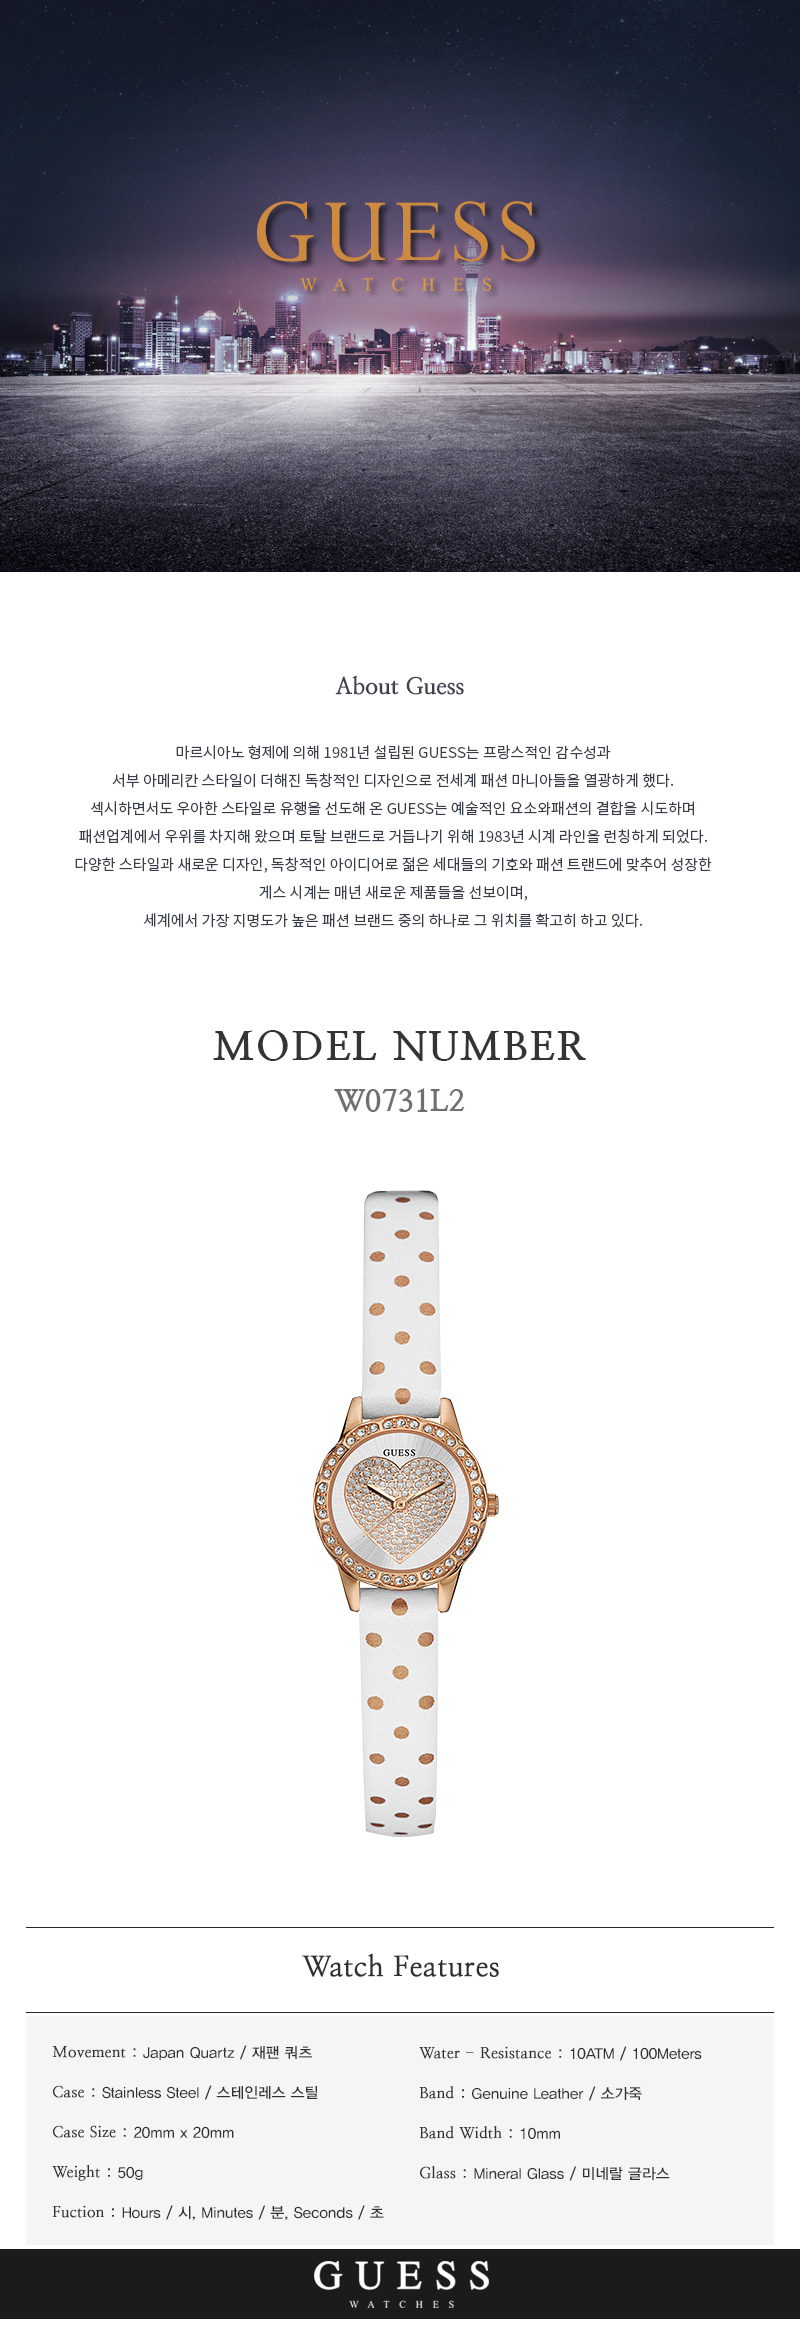 GUESS
WATCHES
About Guess
마르시아노 형제에 의해 1981년 설립된 GUESS는 프랑스적인 감수성과
서부 아메리칸 스타일이 더해진 독창적인 디자인으로 전세계 패션 마니아들을 열광하게 했다.
섹시하면서도 우아한 스타일로 유행을 선도해 온 GUESS는 예술적인 요소와패션의 결합을 시도하며
패션업계에서 우위를 차지해 왔으며 토탈 브랜드로 거듭나기 위해 1983년 시계 라인을 런칭하게 되었다.
다양한 스타일과 새로운 디자인, 독창적인 아이디어로 젊은 세대들의 기호와 패션 트랜드에 맞추어 성장한
게스 시계는 매년 새로운 제품들을 선보이며,
세계에서 가장 지명도가 높은 패션 브랜드 중의 하나로 그 위치를 확고히 하고 있다.
MODEL NUMBER
W0731L2
GUESS
Watch Features
Movement : Japan Quartz / 재팬 쿼츠
Water - Resistance : 10ATM / 100Meters
Case : Stainless Steel / 스테인레스 스틸
Band : Genuine Leather / 소가죽
Case Size : 20mm x 20mm
Band Width : 10mm
Weight : 50g
Glass : Mineral Glass / 미네랄 글라스
Fuction : Hours / 시, Minutes / 분, Seconds / 초
GUESS
WATCHES